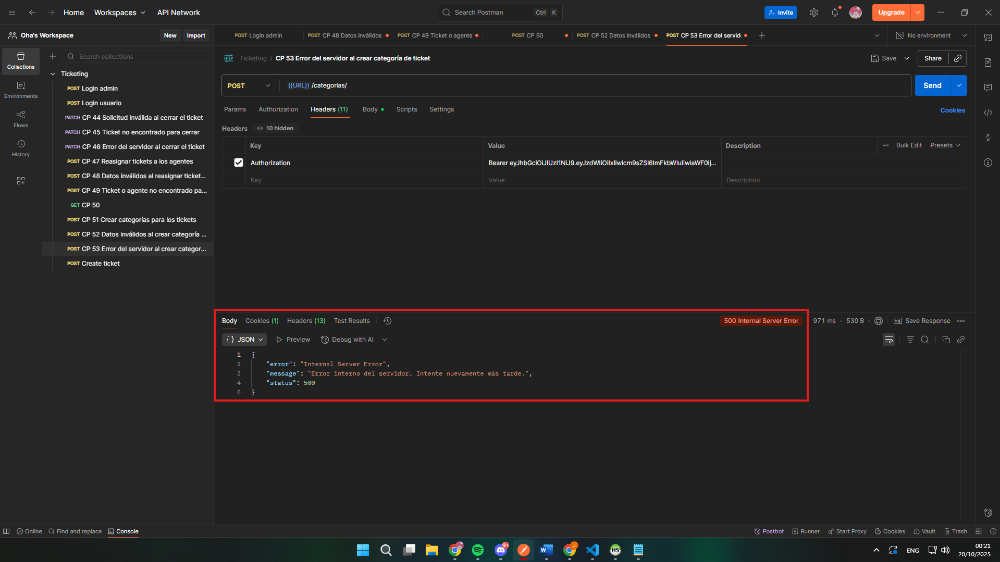 Home
Workspaces
API Network
Search Postman
Ctrl K
Invite
Upgrade
Oha's Workspace
New
Import
POST Login admin
POST CP 48 Datos inválidos
POST CP 49 Ticket o agente
POST CP 50
POST CP 52 Datos inválidos
POST CP 53 Error del servid
No environment
Collections
Environments
Flows
History
Search collections
Ticketing
POST Login admin
POST Login usuario
PATCH CP 44 Solicitud inválida al cerrar el ticket
PATCH CP 45 Ticket no encontrado para cerrar
PATCH CP 46 Error del servidor al cerrar el ticket
POST CP 47 Reasignar tickets a los agentes
POST CP 48 Datos inválidos al reasignar ticket...
POST CP 49 Ticket o agente no encontrado pa...
GET CP 50
POST CP 51 Crear categorías para los tickets
POST CP 52 Datos inválidos al crear categoría ...
POST CP 53 Error del servidor al crear categor...
POST Create ticket
HTTP Ticketing / CP 53 Error del servidor al crear categoría de ticket
Save
Share
POST
{{URL}} /categorias/
Send
Params
Authorization
Headers (11)
Body
Scripts
Settings
Cookies
Headers
10 hidden
Key
Value
Description
Bulk Edit
Presets
Authorization
Key
Value
Description
Body
Cookies (1)
Headers (13)
Test Results
500 Internal Server Error
971 ms
530 B
e.g. Save Response
{} JSON
Preview
Debug with AI
1 {
2 "error": "Internal Server Error",
3 "message": "Error interno del servidor. Intente nuevamente más tarde.",
4 "status": 500
5 }
Online
Find and replace
Console
Postbot
Runner
Start Proxy
Cookies
Vault
Trash
9+
J
HS
ENG
00:21
20/10/2025